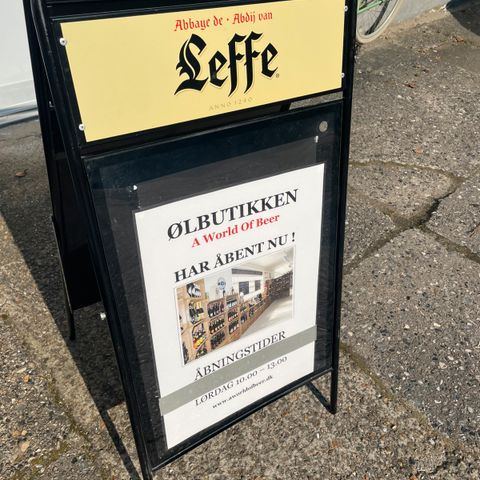 Abbaye de • Abdij van
Leffe
ANNO 1240
ØLBUTIKKEN
A World Of Beer
HAR ÅBENT NU !
ÅBNINGSTIDER
LØRDAG 10.00 – 13.00
www.aworldofbeer.dk